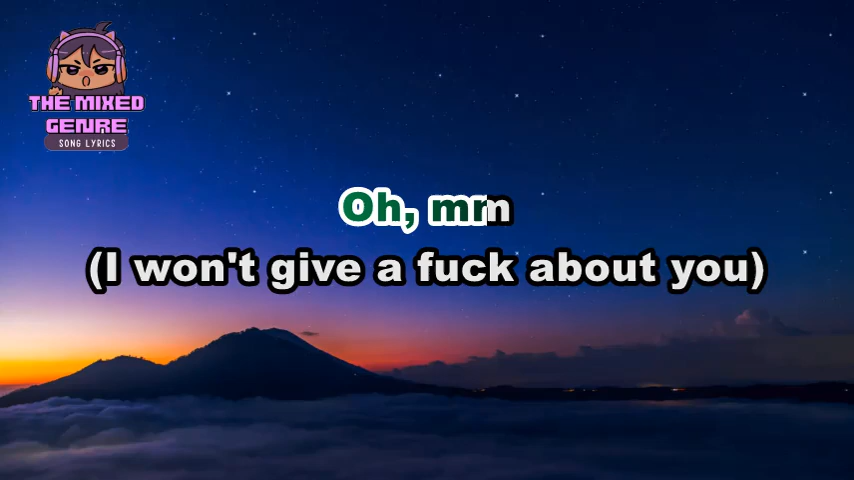 THE MIXED
GENRE
SONG LYRICS
Oh, mm
(I won't give a fuck about you)